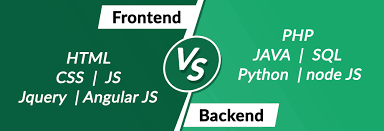 Frontend
HTML
CSS | JS
Jquery | Angular JS
VS
PHP
JAVA | SQL
Python | node JS
Backend